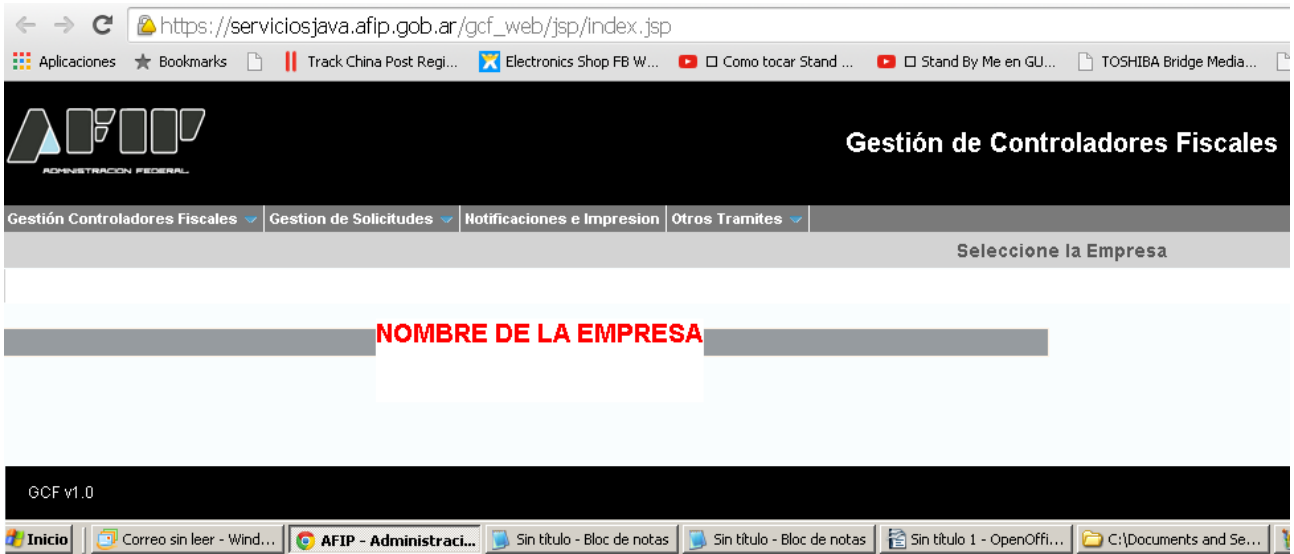 https://serviciosjava.afip.gob.ar/gcf_web/jsp/index.jsp
Aplicaciones Bookmarks Track China Post Regi... Electronics Shop FB W... Como tocar Stand ... Stand By Me en GU... TOSHIBA Bridge Media...
AFIP
ADMINISTRACION FEDERAL
Gestión de Controladores Fiscales
Gestión Controladores Fiscales Gestion de Solicitudes Notificaciones e Impresion Otros Tramites
Seleccione la Empresa
NOMBRE DE LA EMPRESA
GCF v1.0
Inicio Correo sin leer - Wind... AFIP - Administraci... Sin título - Bloc de notas Sin título - Bloc de notas Sin título 1 - OpenOffi... C:\Documents and Se...